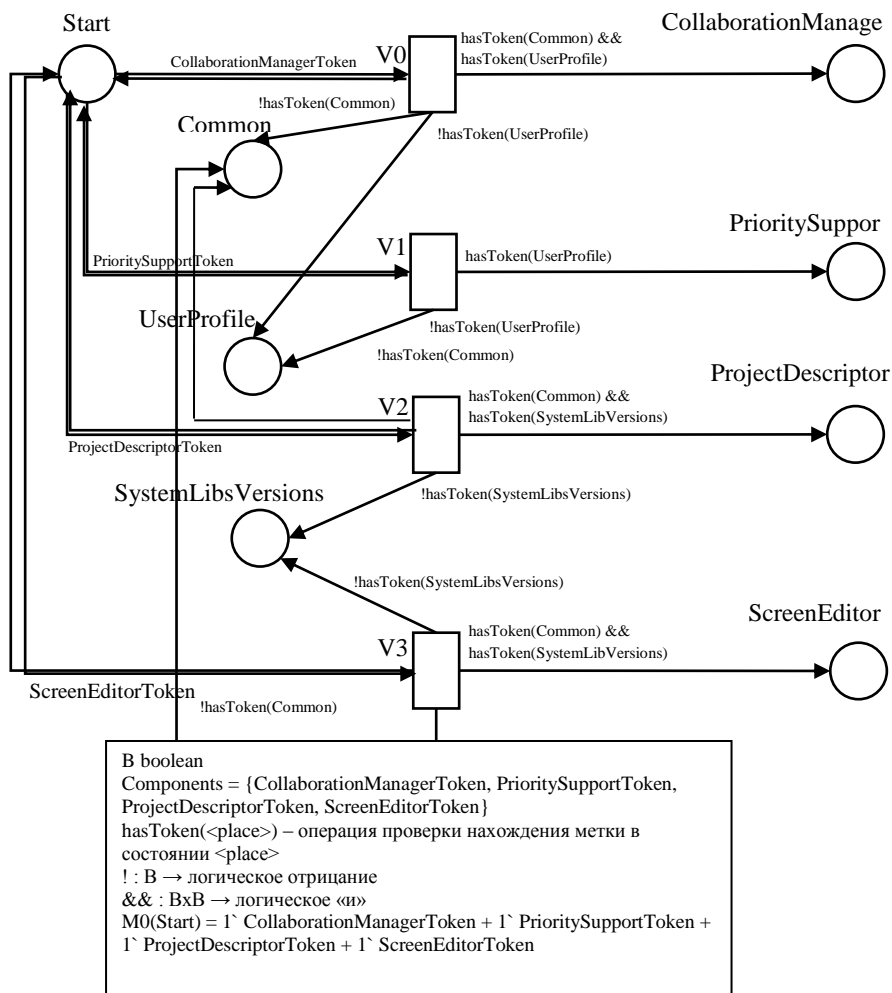 Start
CollaborationManage
V0
hasToken(Common) &&
hasToken(UserProfile)
CollaborationManagerToken
!hasToken(Common)
Common
!hasToken(UserProfile)
PrioritySuppor
V1
hasToken(UserProfile)
PrioritySupportToken
UserProfile
!hasToken(UserProfile)
!hasToken(Common)
ProjectDescriptor
V2
hasToken(Common) &&
hasToken(SystemLibVersions)
ProjectDescriptorToken
SystemLibsVersions
!hasToken(SystemLibsVersions)
!hasToken(SystemLibsVersions)
ScreenEditor
V3
hasToken(Common) &&
hasToken(SystemLibVersions)
ScreenEditorToken
!hasToken(Common)
B boolean
Components = {CollaborationManagerToken, PrioritySupportToken,
ProjectDescriptorToken, ScreenEditorToken}
hasToken(<place>) – операция проверки нахождения метки в
состоянии <place>
! : B → логическое отрицание
&& : BxB → логическое «и»
M0(Start) = 1` CollaborationManagerToken + 1` PrioritySupportToken +
1` ProjectDescriptorToken + 1` ScreenEditorToken